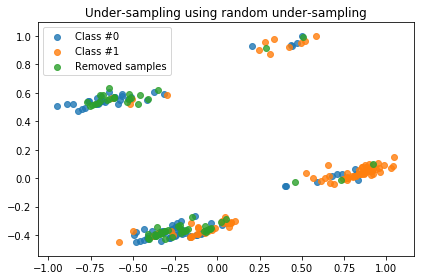 Under-sampling using random under-sampling
Class #0
Class #1
Removed samples
1.0
0.8
0.6
0.4
0.2
0.0
−0.2
−0.4
−1.00 −0.75 −0.50 −0.25 0.00 0.25 0.50 0.75 1.00